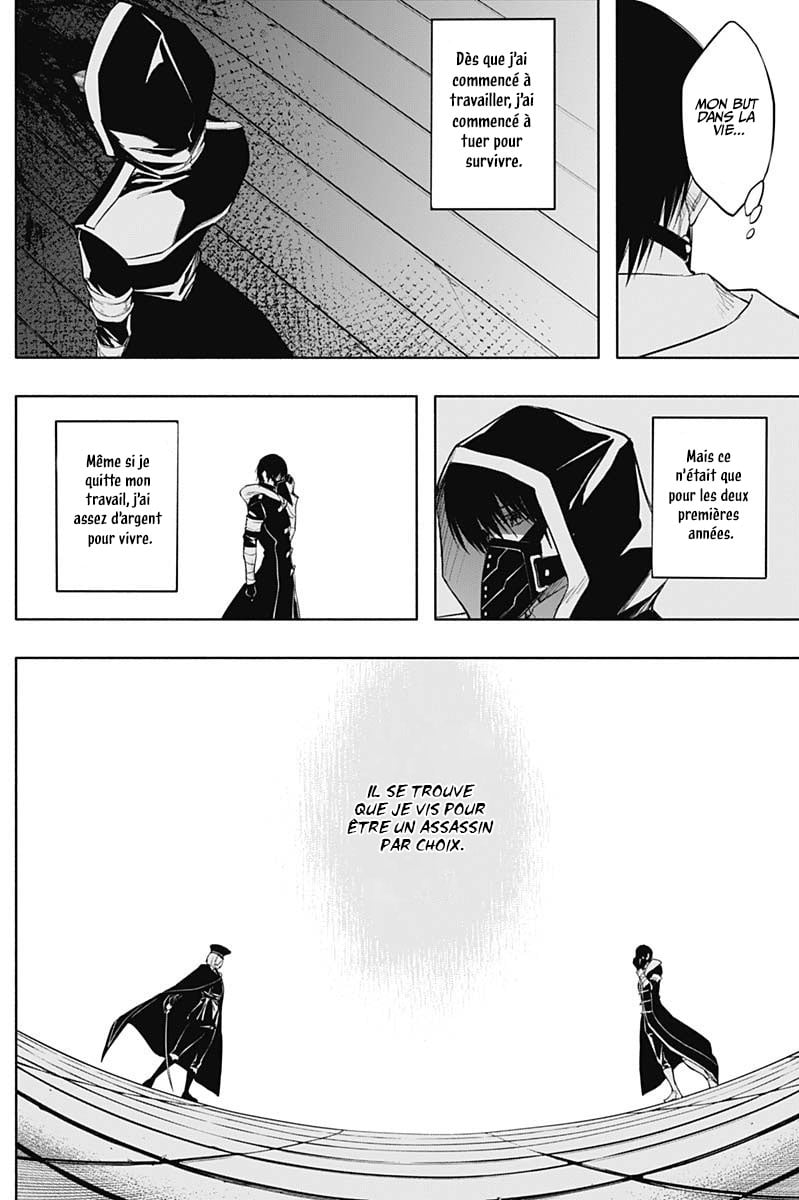 MON BUT
DANS LA
VIE...
Dès que j'ai
commencé à
travailler, j'ai
commencé à
tuer pour
survivre.
Mais ce
n'était que
pour les deux
premières
années.
Même si je
quitte mon
travail, j'ai
assez d'argent
pour vivre.
IL SE TROUVE
QUE JE VIS POUR
ÊTRE UN ASSASSIN
PAR CHOIX.